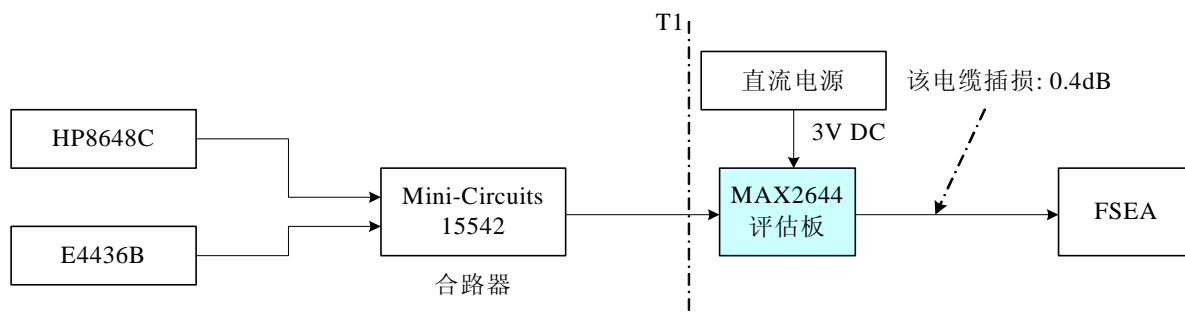 T1
直流电源
该电缆插损: 0.4dB
HP8648C
3V DC
Mini-Circuits
15542
MAX2644
评估板
FSEA
E4436B
合路器